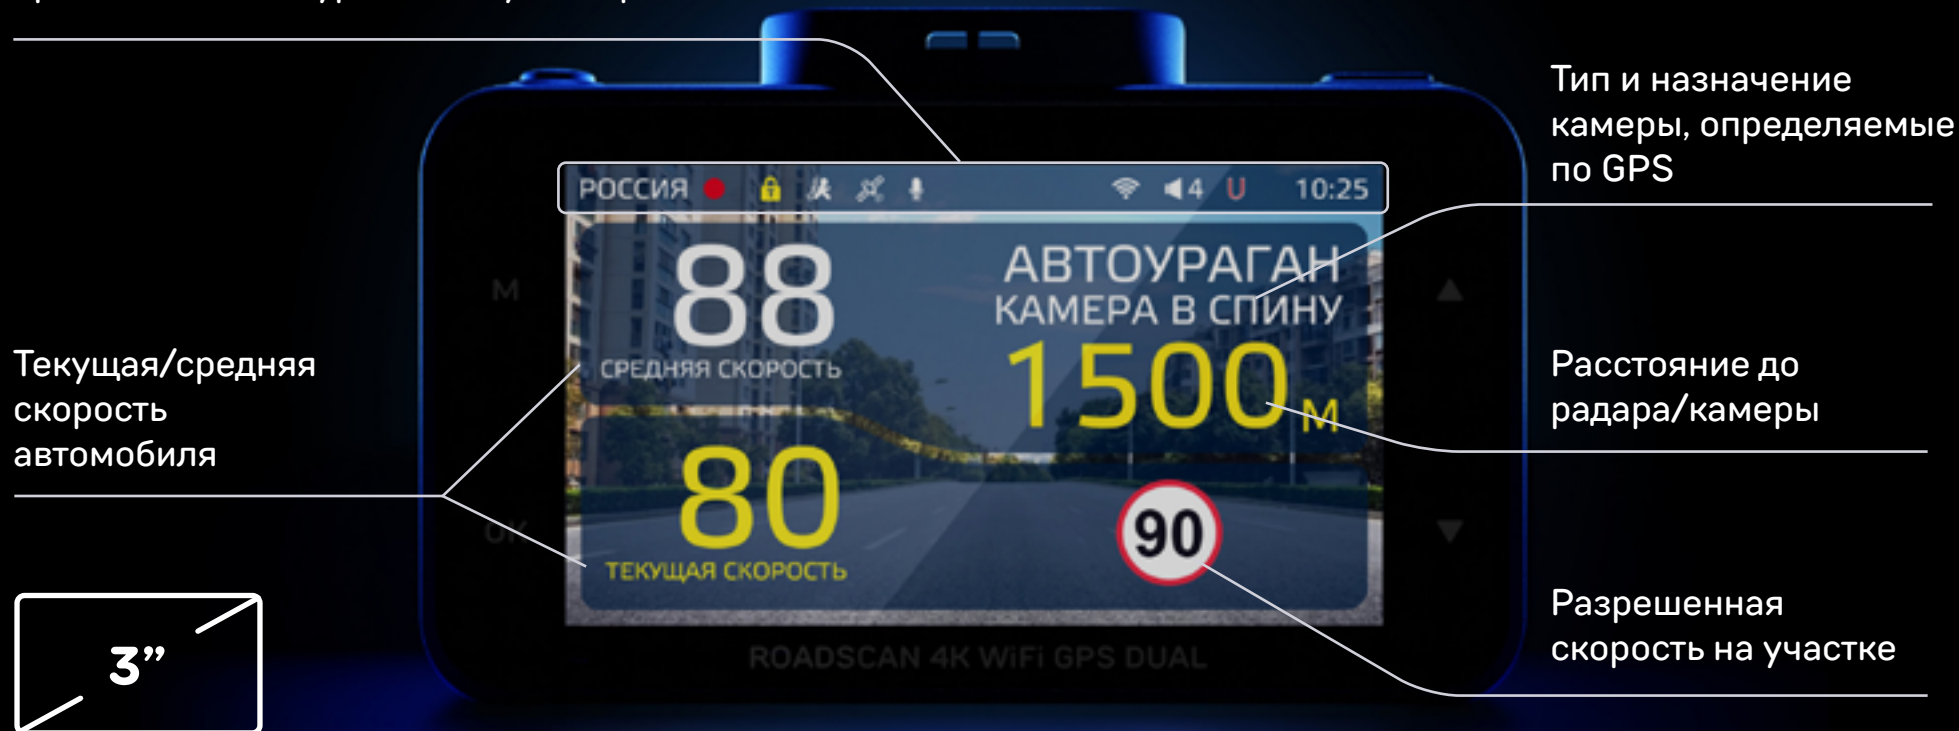 Тип и назначение
камеры, определяемые
по GPS
РОССИЯ 4 U 10:25
88
СРЕДНЯЯ СКОРОСТЬ
АВТОУРАГАН
КАМЕРА В СПИНУ
1500 М
M
Текущая/средняя
скорость
автомобиля
Расстояние до
радара/камеры
80
ТЕКУЩАЯ СКОРОСТЬ
90
OK
Разрешенная
скорость на участке
3”
ROADSCAN 4K WiFi GPS DUAL